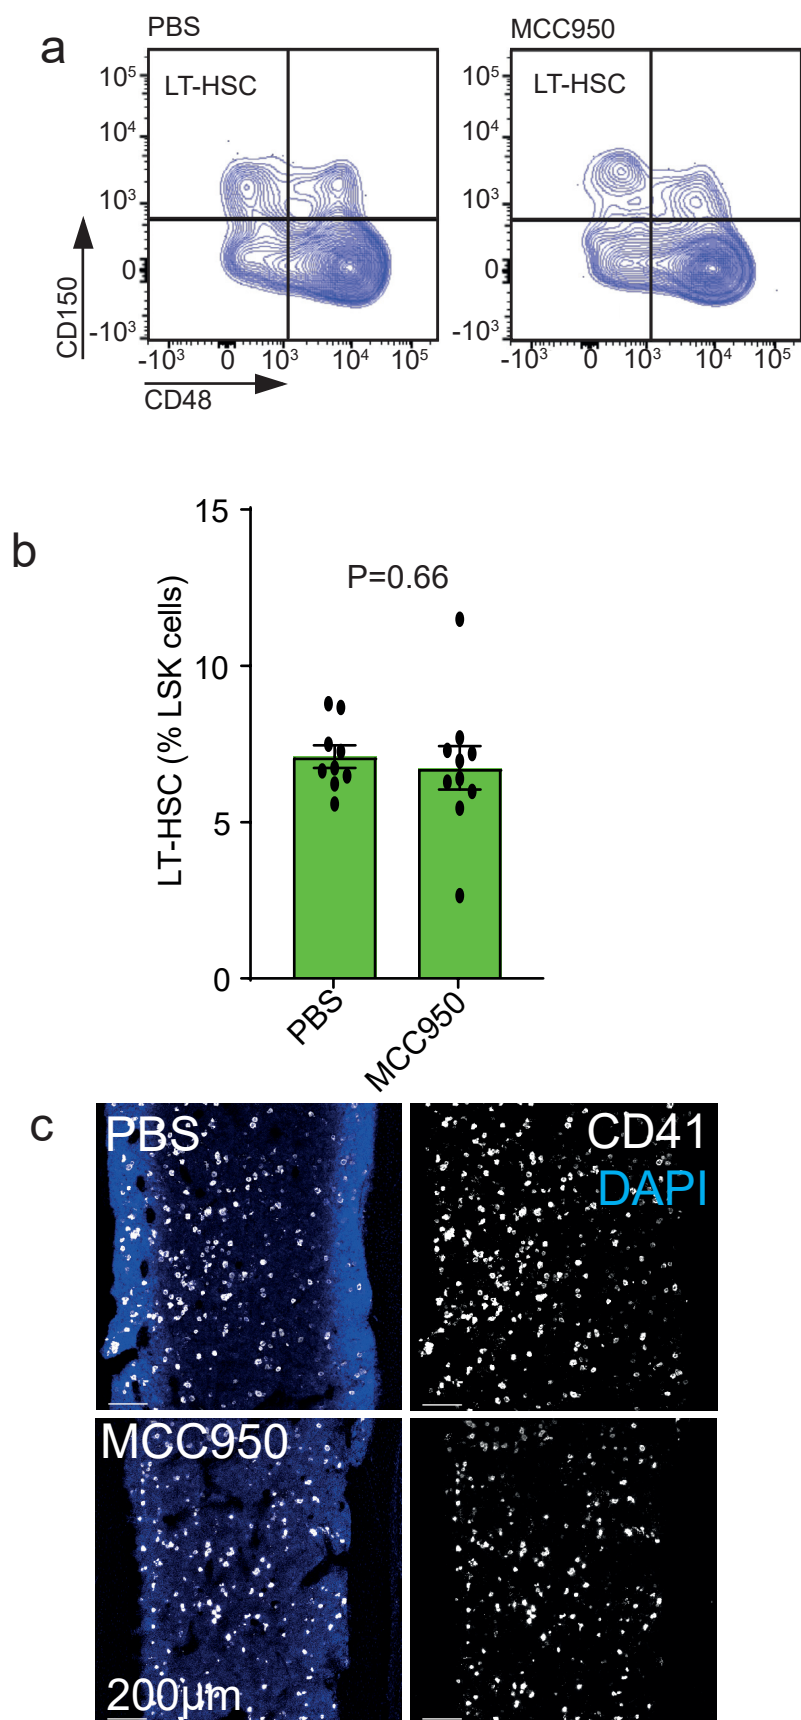 a
PBS
MCC950
LT-HSC
LT-HSC
10⁵
10⁴
10³
0
-10³
10⁵
10⁴
10³
0
-10³
CD150
-10³ 0 10³ 10⁴ 10⁵
-10³ 0 10³ 10⁴ 10⁵
CD48
b
15
10
5
0
LT-HSC (% LSK cells)
P=0.66
PBS
MCC950
c
PBS
CD41
DAPI
MCC950
200µm